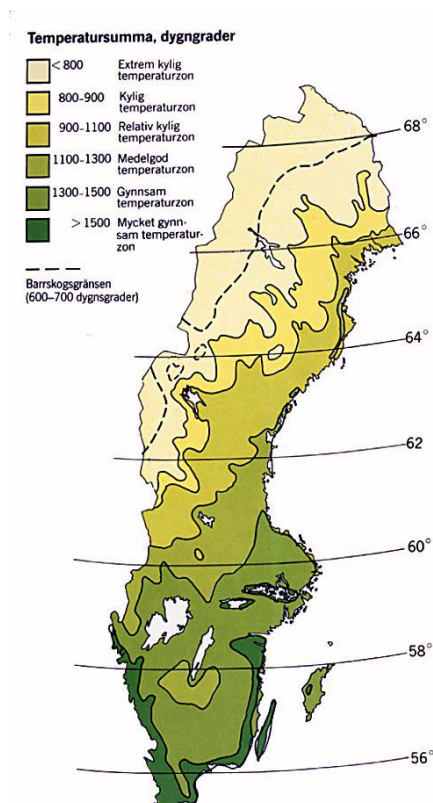 Temperatursumma, dygngrader
< 800 Extrem kylig
temperaturzon
800-900 Kylig
temperaturzon
900-1100 Relativ kylig
temperaturzon
1100-1300 Medelgod
temperaturzon
1300-1500 Gynnsam
temperaturzon
> 1500 Mycket gynn-
sam temperatur-
zon
Barrskogsgränsen
(600–700 dygnsgrader)
68°
66°
64°
62°
60°
58°
56°